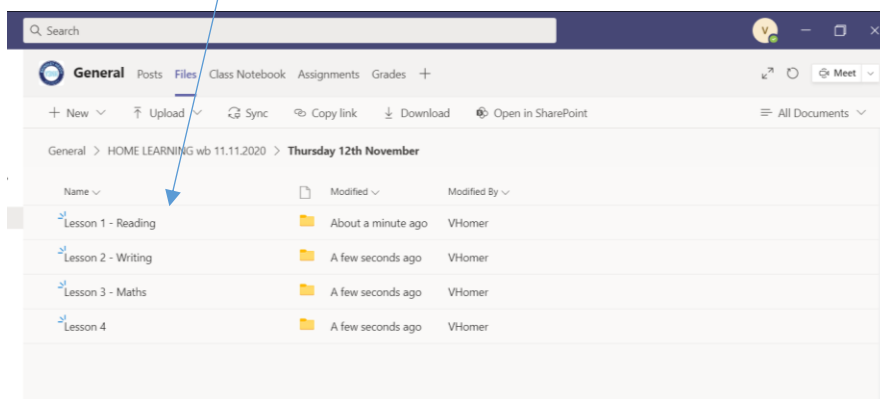 Search
V
General Posts Files Class Notebook Assignments Grades Meet
New Upload Sync Copy link Download Open in SharePoint All Documents
General > HOME LEARNING wb 11.11.2020 > Thursday 12th November
Name Modified Modified By
Lesson 1 - Reading About a minute ago VHomer
Lesson 2 - Writing A few seconds ago VHomer
Lesson 3 - Maths A few seconds ago VHomer
Lesson 4 A few seconds ago VHomer